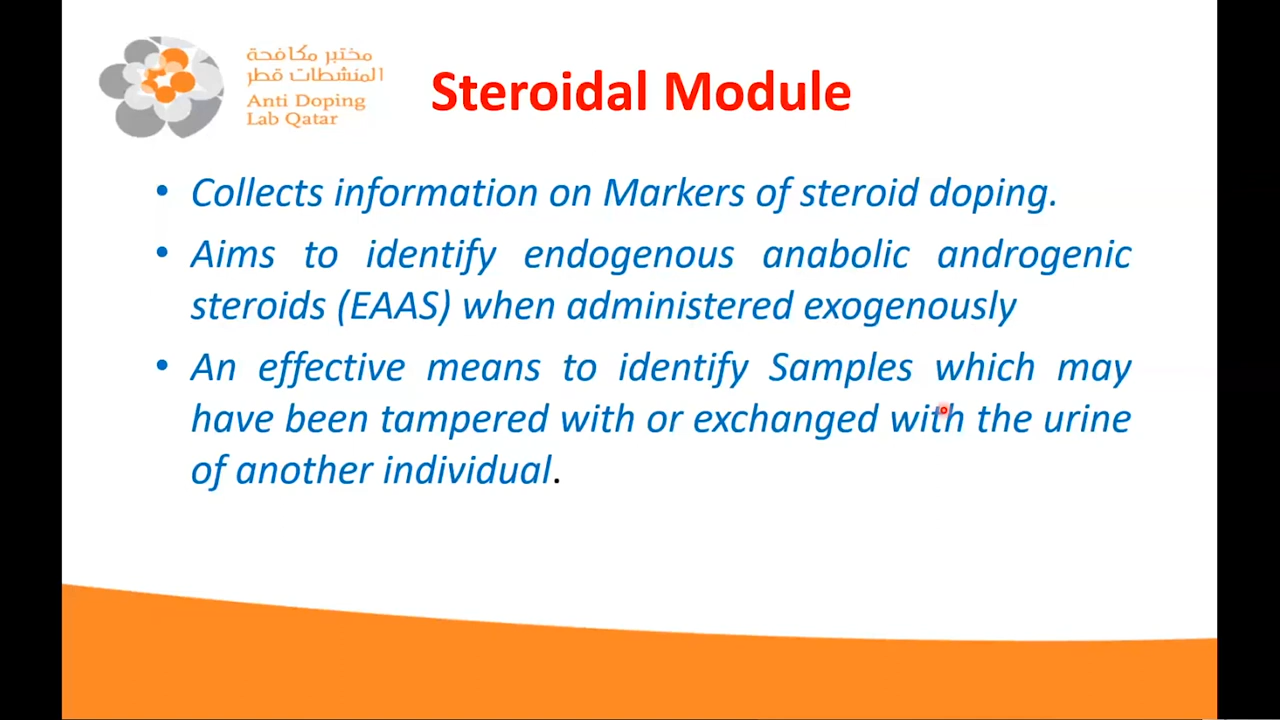 مختبر مكافحة
المنشطات قطر
Anti Doping
Lab Qatar
Steroidal Module
• Collects information on Markers of steroid doping.
• Aims to identify endogenous anabolic androgenic
steroids (EAAS) when administered exogenously
• An effective means to identify Samples which may
have been tampered with or exchanged with the urine
of another individual.